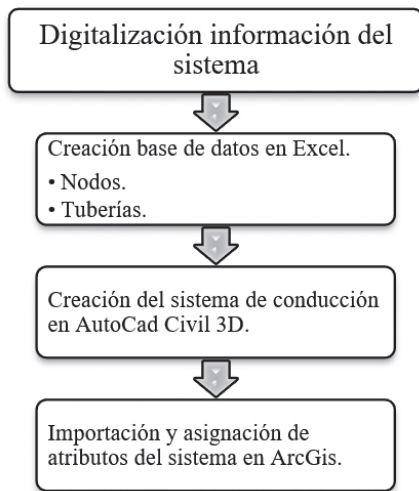 Digitalización información del
sistema
Creación base de datos en Excel.
• Nodos.
• Tuberías.
Creación del sistema de conducción
en AutoCad Civil 3D.
Importación y asignación de
atributos del sistema en ArcGis.